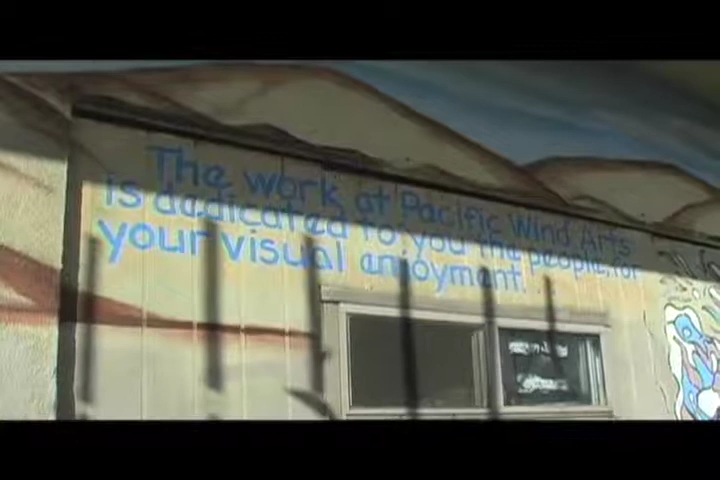 The work at Pacific Wind Arts
is dedicated to you the people, for
your visual enjoyment.